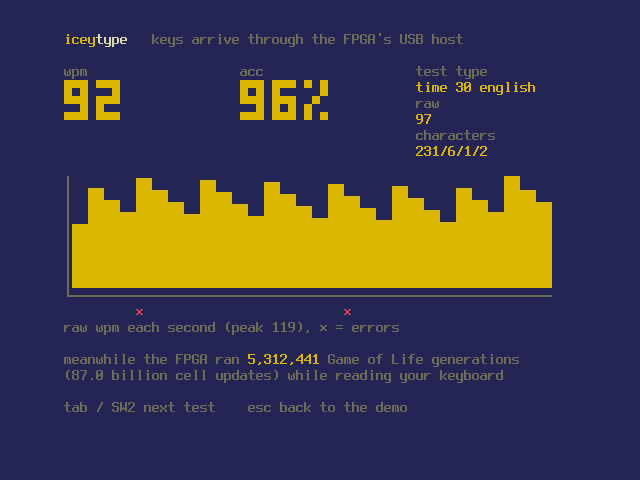 iceytype keys arrive through the FPGA's USB host
wpm
92
acc
96%
test type
time 30 english
raw
97
characters
231/6/1/2
x x
raw wpm each second (peak 119), x = errors
meanwhile the FPGA ran 5,312,441 Game of Life generations
(87.0 billion cell updates) while reading your keyboard
tab / SW2 next test esc back to the demo